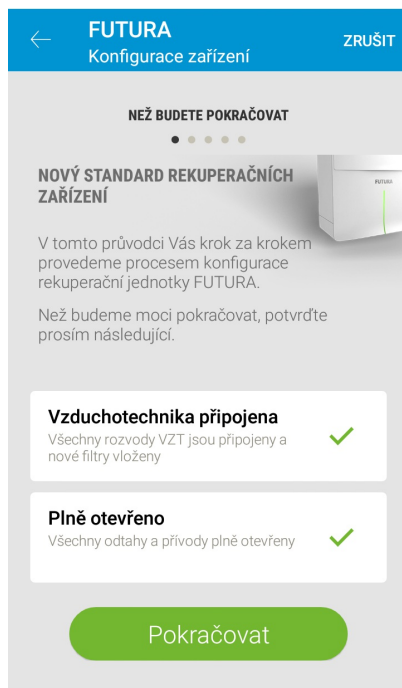 FUTURA
Konfigurace zařízení
ZRUŠIT
NEŽ BUDETE POKRAČOVAT
NOVÝ STANDARD REKUPERAČNÍCH
ZAŘÍZENÍ
FUTURA
V tomto průvodci Vás krok za krokem
provedeme procesem konfigurace
rekuperační jednotky FUTURA.
Než budeme moci pokračovat, potvrďte
prosím následující.
Vzduchotechnika připojena
Všechny rozvody VZT jsou připojeny a
nové filtry vloženy
Plně otevřeno
Všechny odtahy a přívody plně otevřeny
Pokračovat